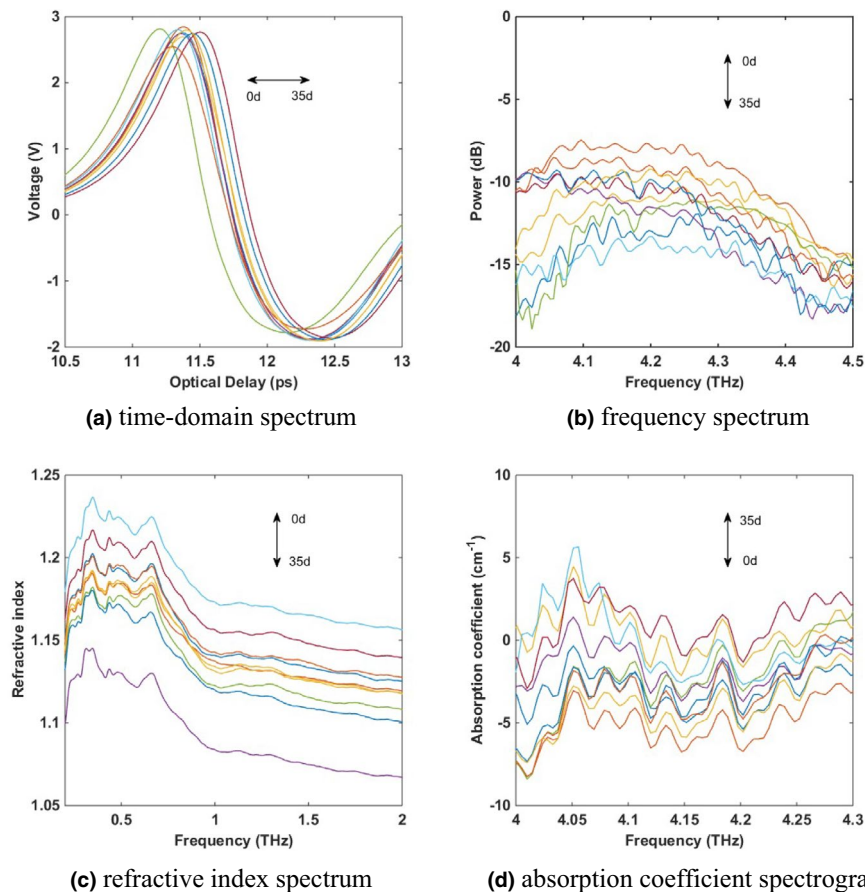 3
2
1
0
-1
-2
Voltage (V)
0d 35d
10.5 11 11.5 12 12.5 13
Optical Delay (ps)
(a) time-domain spectrum
0
-5
-10
-15
-20
Power (dB)
0d
35d
4 4.1 4.2 4.3 4.4 4.5
Frequency (THz)
(b) frequency spectrum
1.25
1.2
1.15
1.1
1.05
Refractive index
0d
35d
0.5 1 1.5 2
Frequency (THz)
(c) refractive index spectrum
10
5
0
-5
-10
Absorption coefficient (cm⁻¹)
35d
0d
4 4.05 4.1 4.15 4.2 4.25 4.3
Frequency (THz)
(d) absorption coefficient spectrogra